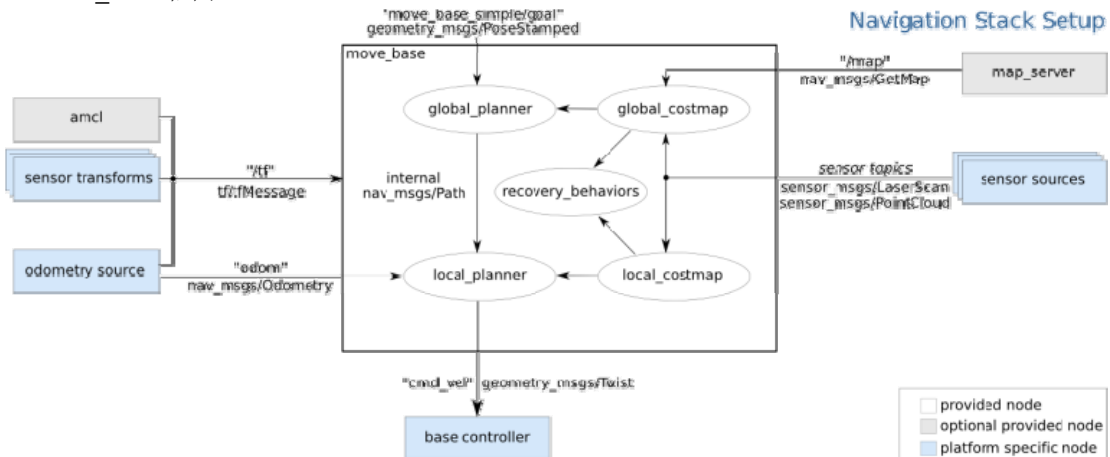 "move_base_simple/goal"
geometry_msgs/PoseStamped
Navigation Stack Setup
move_base
"/map"
nav_msgs/GetMap
map_server
amcl
global_planner
global_costmap
sensor transforms
"/tf"
tf/tfMessage
internal
nav_msgs/Path
recovery_behaviors
sensor topics
sensor_msgs/LaserScan
sensor_msgs/PointCloud
sensor sources
odometry source
"odom"
nav_msgs/Odometry
local_planner
local_costmap
"cmd_vel" geometry_msgs/Twist
base controller
provided node
optional provided node
platform specific node